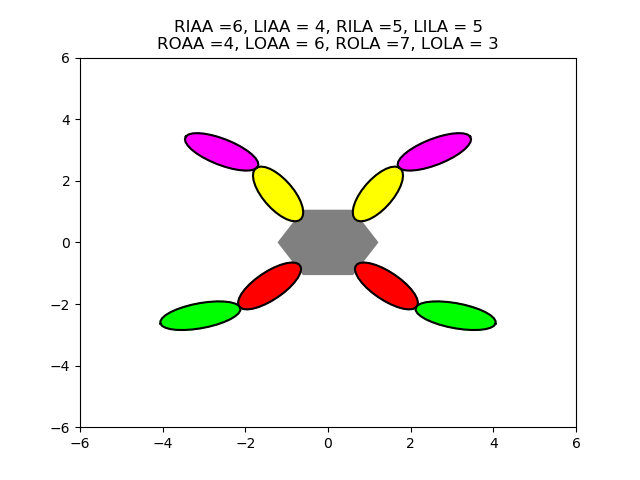 RIAA =6, LIAA = 4, RILA =5, LILA = 5
ROAA =4, LOAA = 6, ROLA =7, LOLA = 3
6
4
2
0
−2
−4
−6
−6 −4 −2 0 2 4 6